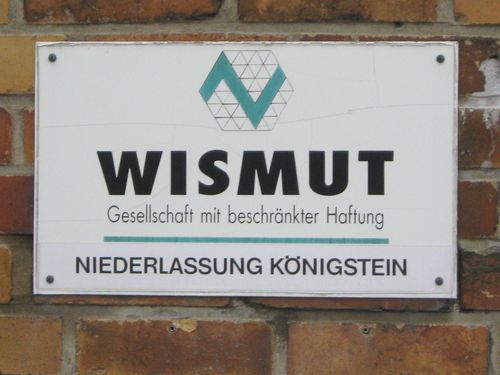 WISMUT
Gesellschaft mit beschränkter Haftung
NIEDERLASSUNG KÖNIGSTEIN